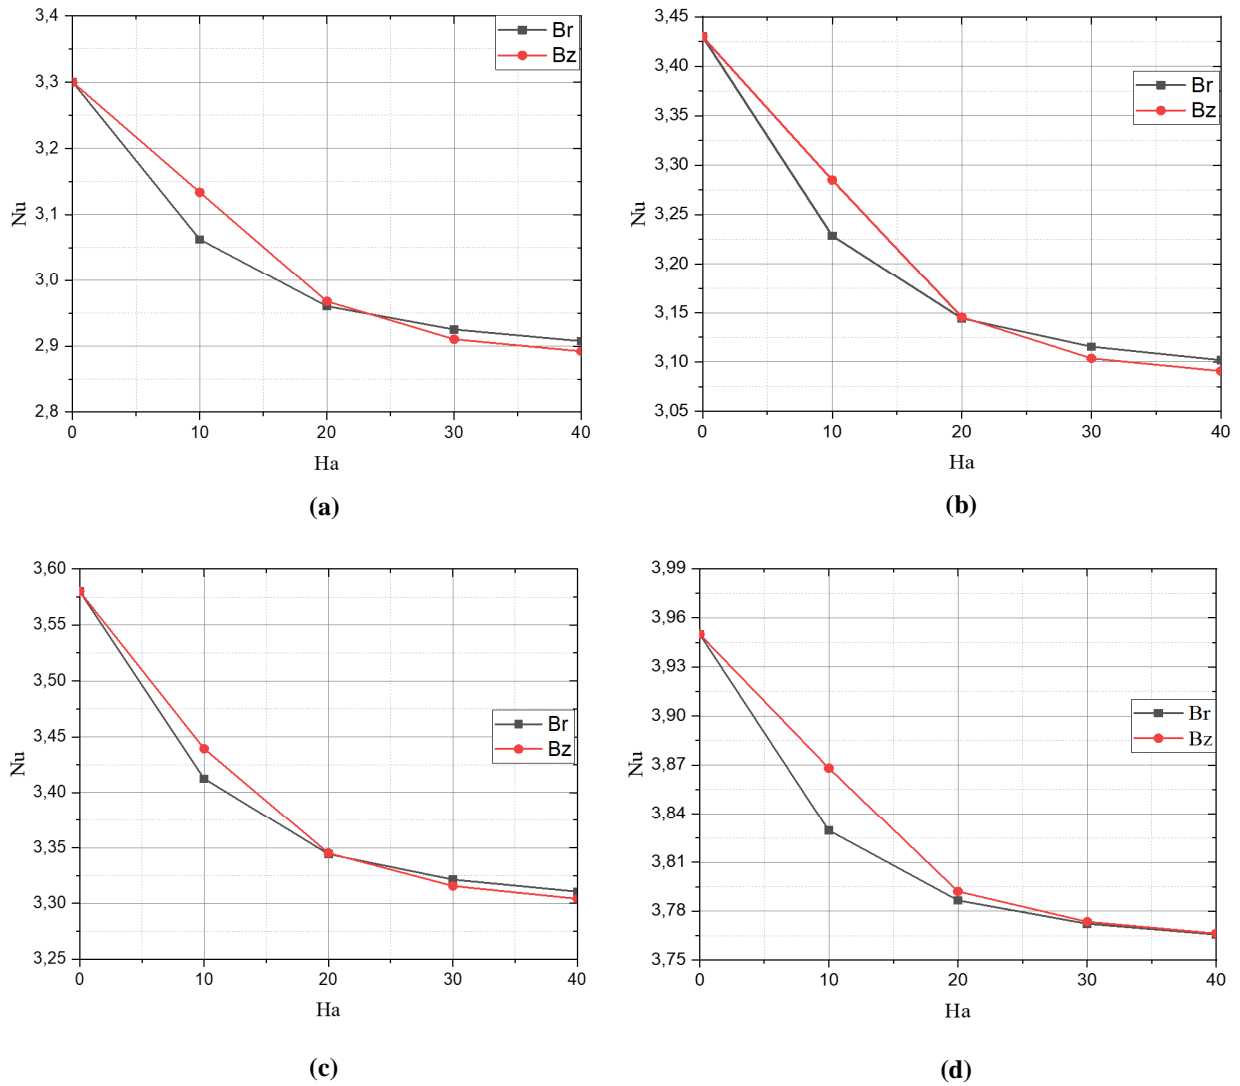 3,4
3,3
3,2
3,1
3,0
2,9
2,8
Nu
0 10 20 30 40
Ha
Br
Bz
(a)
3,45
3,40
3,35
3,30
3,25
3,20
3,15
3,10
3,05
Nu
0 10 20 30 40
Ha
Br
Bz
(b)
3,60
3,55
3,50
3,45
3,40
3,35
3,30
3,25
Nu
0 10 20 30 40
Ha
Br
Bz
(c)
3,99
3,96
3,93
3,90
3,87
3,84
3,81
3,78
3,75
Nu
0 10 20 30 40
Ha
Br
Bz
(d)